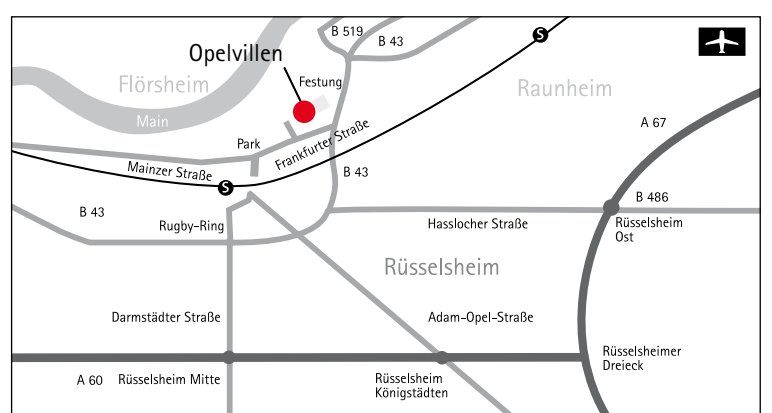 B 519
B 43
S
Opelvillen
Flörsheim
Festung
Raunheim
Main
A 67
Park
Frankfurter Straße
Mainzer Straße
B 43
S
B 486
B 43
Rugby-Ring
Hasslocher Straße
Rüsselsheim
Ost
Rüsselsheim
Darmstädter Straße
Adam-Opel-Straße
Rüsselsheimer
Dreieck
A 60
Rüsselsheim Mitte
Rüsselsheim
Königstädten